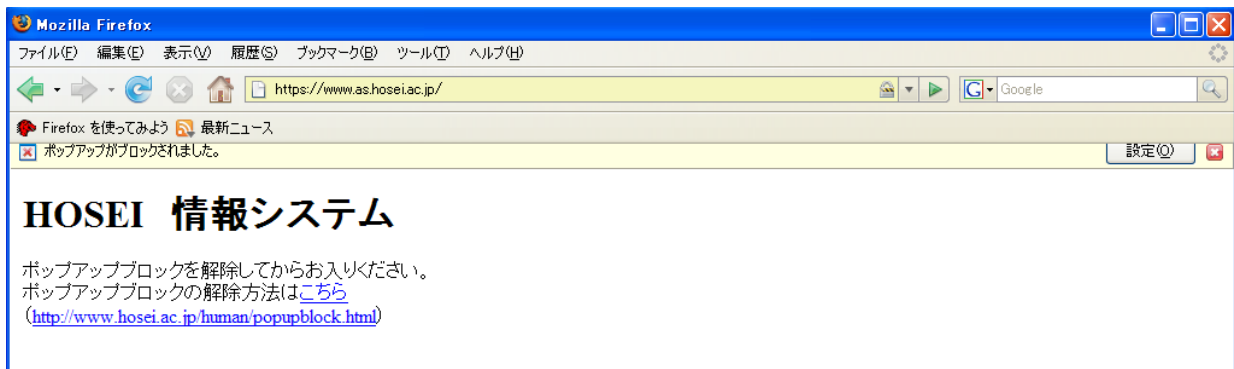 Mozilla Firefox
ファイル(F) 編集(E) 表示(V) 履歴(S) ブックマーク(B) ツール(T) ヘルプ(H)
https://www.as.hosei.ac.jp/ G Google
Firefox を使ってみよう 最新ニュース
ポップアップがブロックされました。 設定(O)
HOSEI 情報システム
ポップアップブロックを解除してからお入りください。
ポップアップブロックの解除方法はこちら
(http://www.hosei.ac.jp/human/popupblock.html)